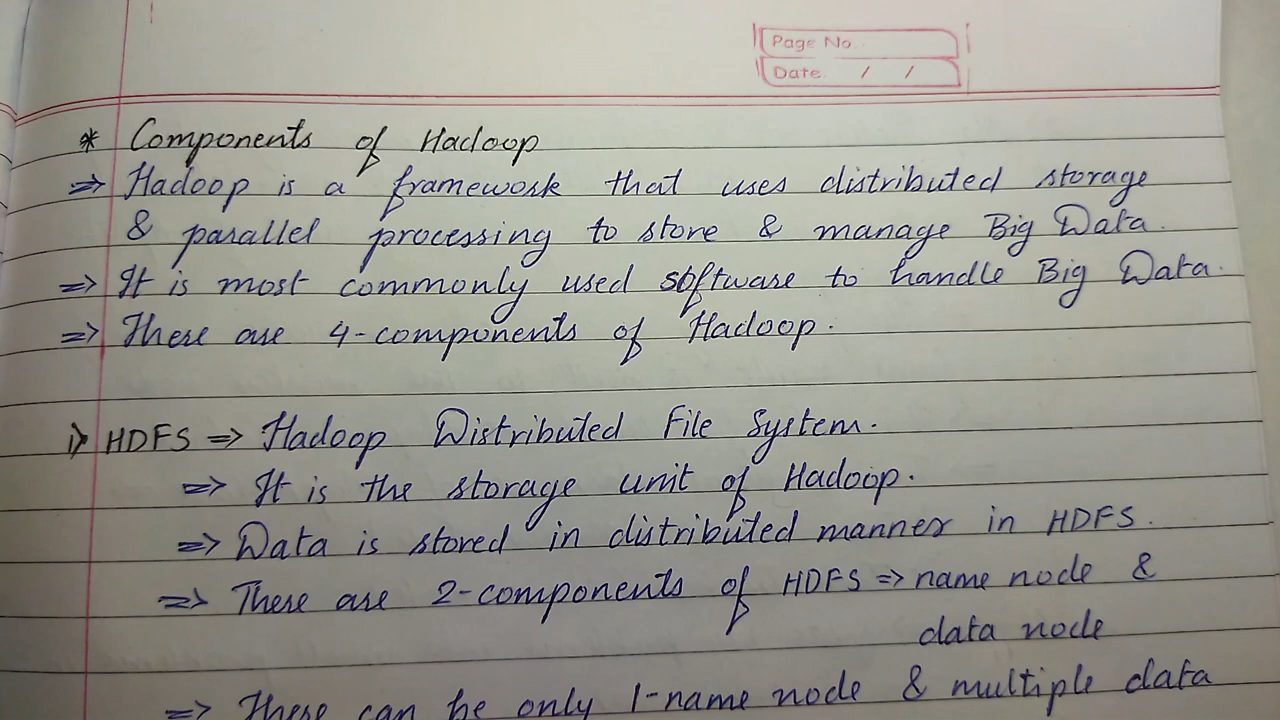 Page No.
Date / /
* Components of Hadoop
⇒ Hadoop is a framework that uses distributed storage
& parallel processing to store & manage Big Data.
⇒ It is most commonly used software to handle Big Data.
⇒ There are 4-components of Hadoop.
1) HDFS ⇒ Hadoop Distributed File System.
⇒ It is the storage unit of Hadoop.
⇒ Data is stored in distributed manner in HDFS.
⇒ There are 2-components of HDFS ⇒ name node &
data node
⇒ There can be only 1-name node & multiple data